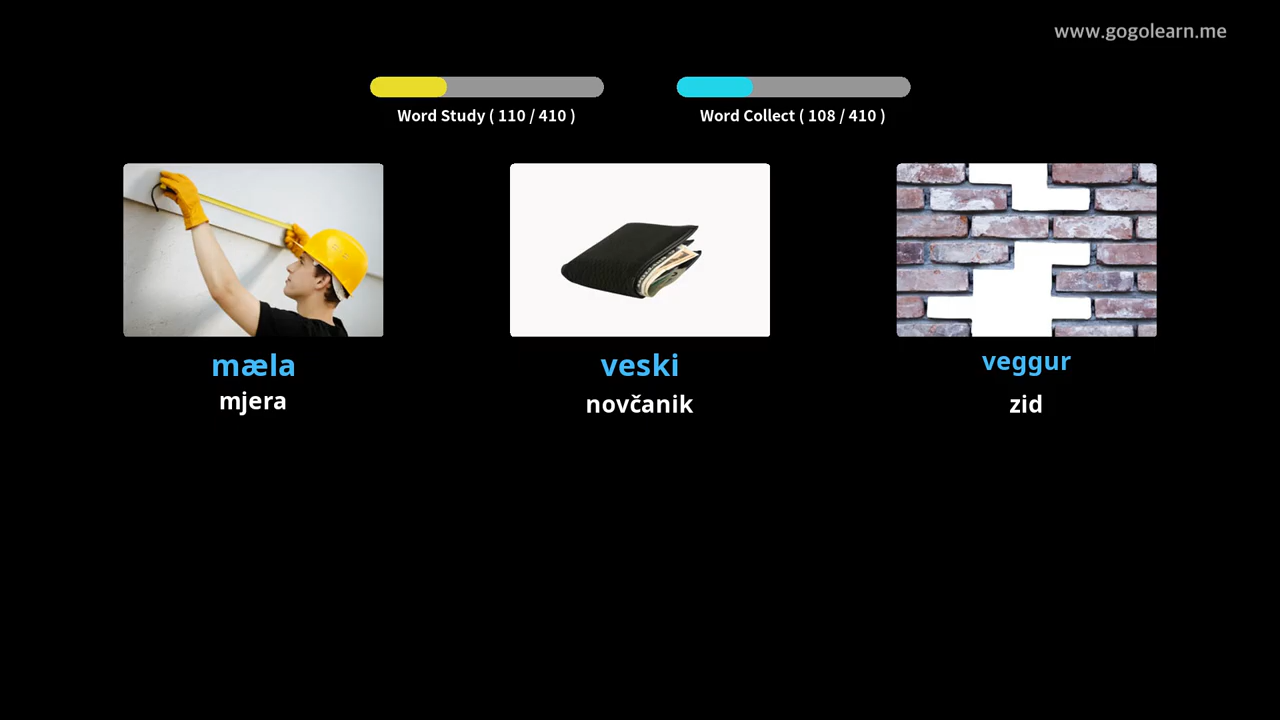 www.gogolearn.me
Word Study ( 110 / 410 )
Word Collect ( 108 / 410 )
mæla
mjera
veski
novčanik
veggur
zid